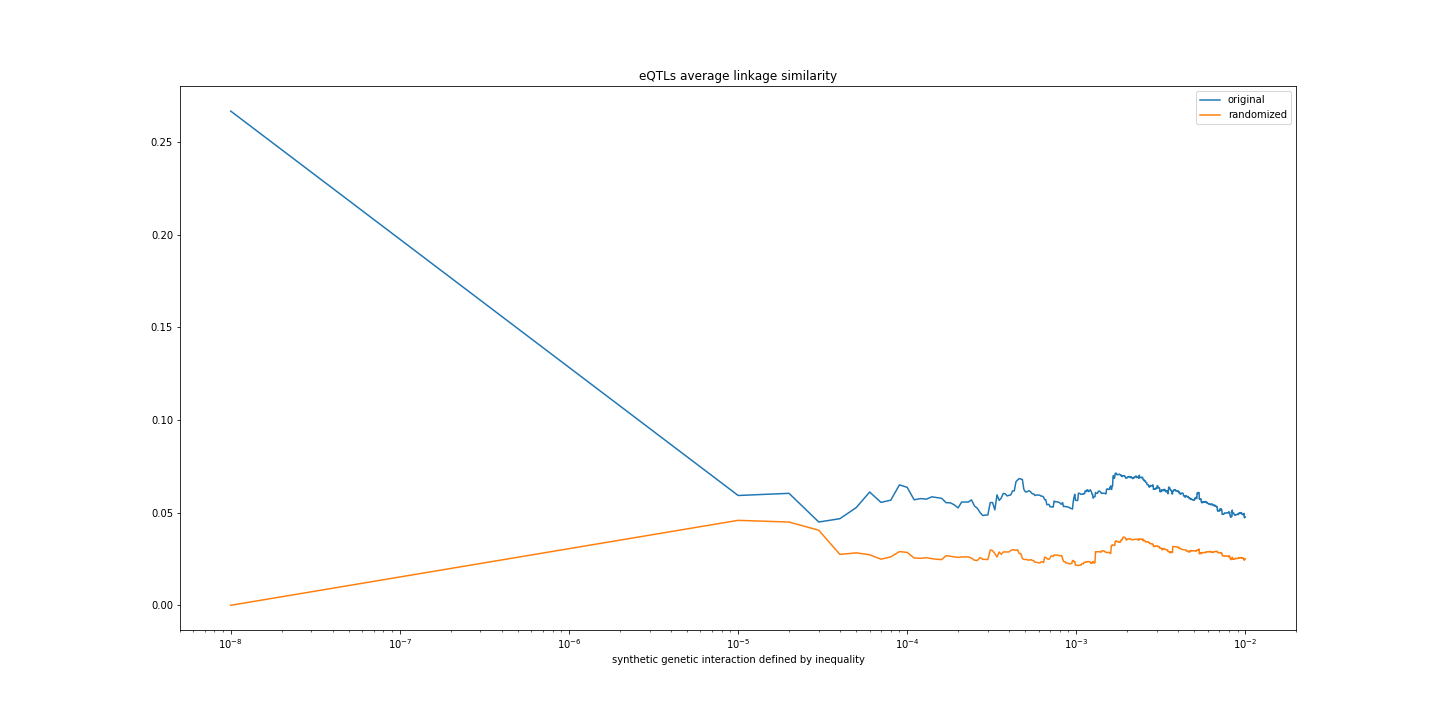 eQTLs average linkage similarity
original
randomized
0.25
0.20
0.15
0.10
0.05
0.00
10⁻⁸ 10⁻⁷ 10⁻⁶ 10⁻⁵ 10⁻⁴ 10⁻³ 10⁻²
synthetic genetic interaction defined by inequality